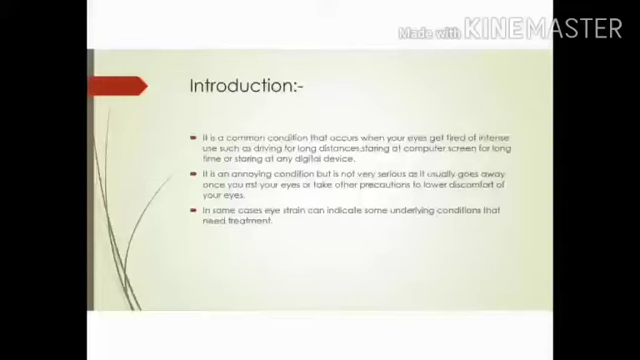 Made with KINEMASTER
Introduction:-
It is a common condition that occurs when your eyes get tired of intense
use such as driving for long distances,staring at computer screen for long
time or staring at any digital device.
It is an annoying condition but is not very serious as it usually goes away
once you rest your eyes or take other precautions to lower discomfort of
your eyes.
In same cases eye strain can indicate some underlying conditions that
need treatment.